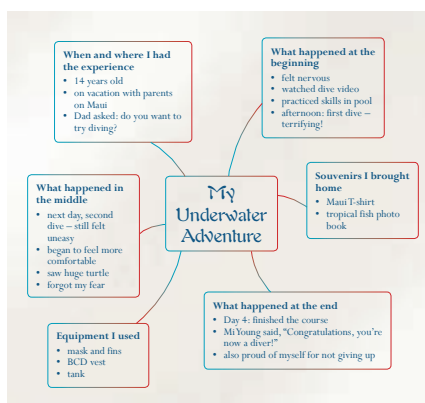 When and where I had
the experience
• 14 years old
• on vacation with parents
on Maui
• Dad asked: do you want to
try diving?
What happened at the
beginning
• felt nervous
• watched dive video
• practiced skills in pool
• afternoon: first dive –
terrifying!
What happened in
the middle
• next day, second
dive – still felt
uneasy
• began to feel more
comfortable
• saw huge turtle
• forgot my fear
My
Underwater
Adventure
Souvenirs I brought
home
• Maui T-shirt
• tropical fish photo
book
Equipment I used
• mask and fins
• BCD vest
• tank
What happened at the end
• Day 4: finished the course
• Mi Young said, “Congratulations, you’re
now a diver!”
• also proud of myself for not giving up